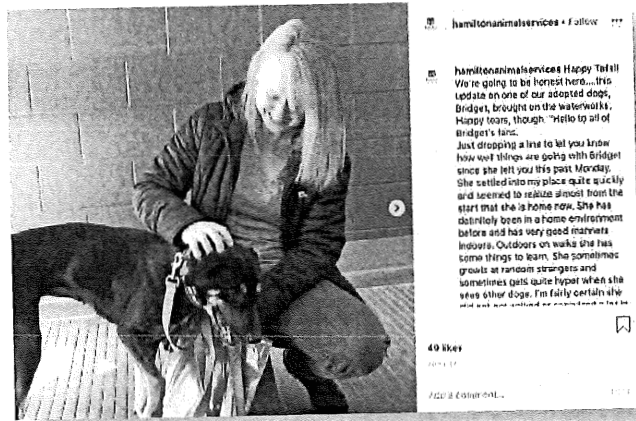 hamiltonanimalservices • Follow
hamiltonanimalservices Happy Tails!
We're going to be honest here....this
update on one of our adopted dogs,
Bridget, brought on the waterworks.
Happy tears, though. "Hello to all of
Bridget's fans.
Just dropping a line to let you know
how well things are going with Bridget
since she left you this past Monday.
She settled into my place quite quickly
and seemed to realize almost from the
start that she is home now. She has
definitely been in a home environment
before and has very good manners
indoors. Outdoors on walks she has
some things to learn. She sometimes
growls at random strangers and
sometimes gets quite hyper when she
sees other dogs. I'm fairly certain she
49 likes
Add a comment...